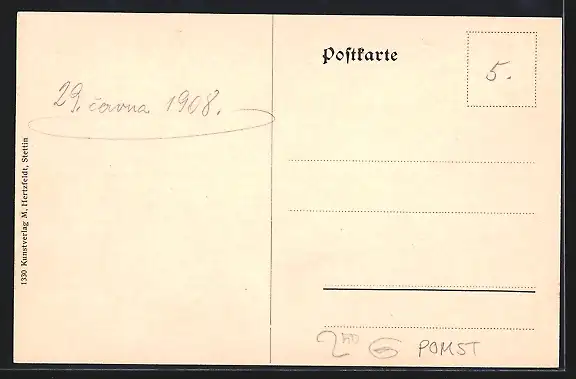 Poſtkarte
5.
29. června 1908.
1330 Kunstverlag M. Hertzfeldt, Stettin
POMST